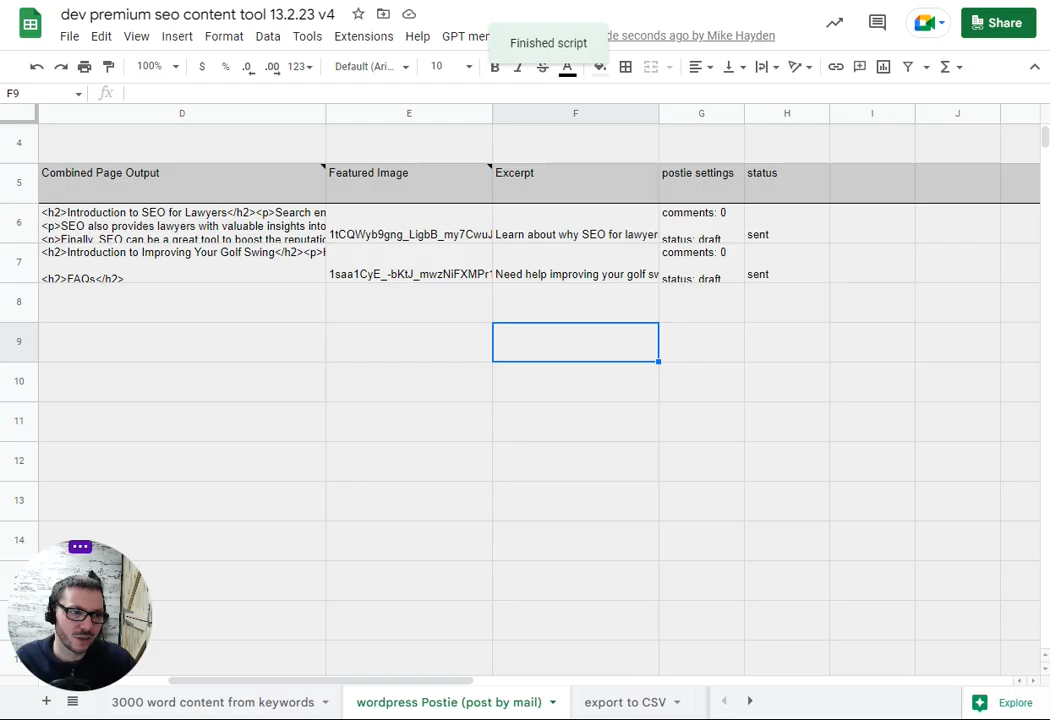 dev premium seo content tool 13.2.23 v4
File Edit View Insert Format Data Tools Extensions Help GPT mer
Finished script
de seconds ago by Mike Hayden
Share
100% $ % .0 .00 123 Default (Ari... 10 B I S A
F9 fx
D E F G H I J
4
5 Combined Page Output Featured Image Excerpt postie settings status
<h2>Introduction to SEO for Lawyers</h2><p>Search en comments: 0
<p>SEO also provides lawyers with valuable insights into
6 1tCQWyb9gng_LigbB_my7CwuJ Learn about why SEO for lawyer sent
<p>Finally, SEO can be a great tool to boost the reputatio status: draft
<h2>Introduction to Improving Your Golf Swing</h2><p> comments: 0
7 1saa1CyE_-bKtJ_mwzNiFXMPr1 Need help improving your golf sw sent
<h2>FAQs</h2> status: draft
8
9
10
11
12
13
14
3000 word content from keywords wordpress Postie (post by mail) export to CSV Explore